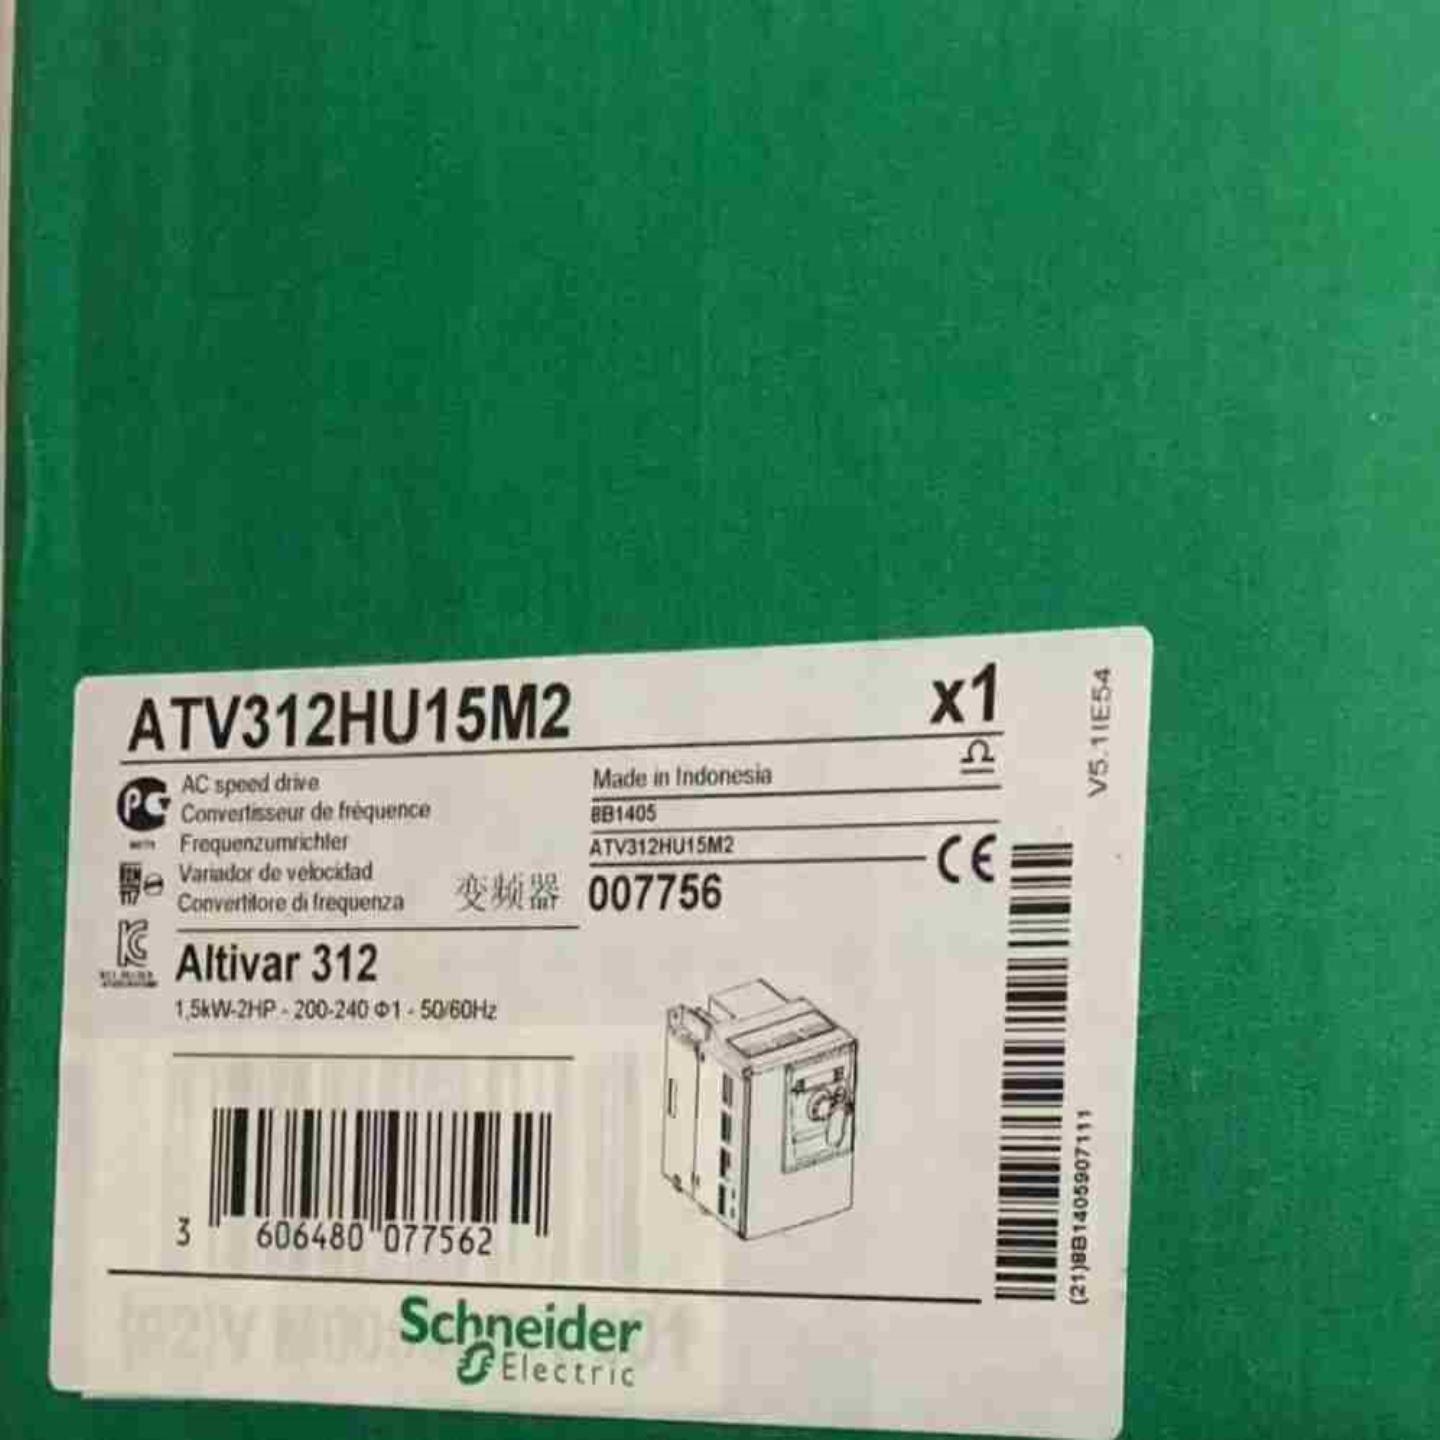 ATV312HU15M2
x1
V5.1IE54
AC speed drive
Convertisseur de fréquence
Frequenzumrichter
Variador de velocidad
Convertitore di frequenza
变频器
Made in Indonesia
8B1405
ATV312HU15M2
007756
CE
Altivar 312
1,5kW-2HP - 200-240 Φ1 - 50/60Hz
3 606480 077562
(21)8B1405907111
Schneider
Electric